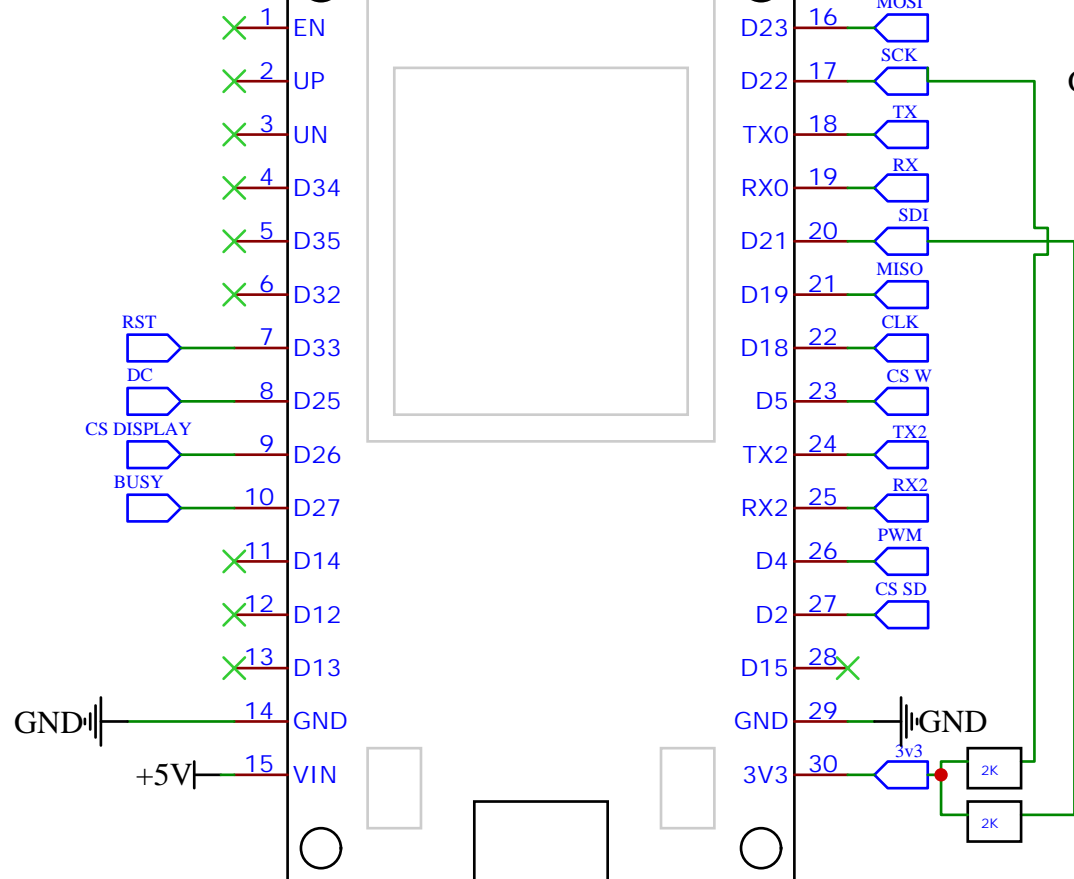 MOSI
1 EN
D23 16
SCK
2 UP
D22 17
TX
3 UN
TX0 18
RX
4 D34
RX0 19
SDI
5 D35
D21 20
MISO
6 D32
D19 21
RST
CLK
7 D33
D18 22
DC
CS W
8 D25
D5 23
CS DISPLAY
TX2
9 D26
TX2 24
BUSY
RX2
10 D27
RX2 25
PWM
11 D14
D4 26
CS SD
12 D12
D2 27
13 D13
D15 28
GND 14 GND
GND 29 GND
3v3
+5V 15 VIN
3V3 30
2K
2K